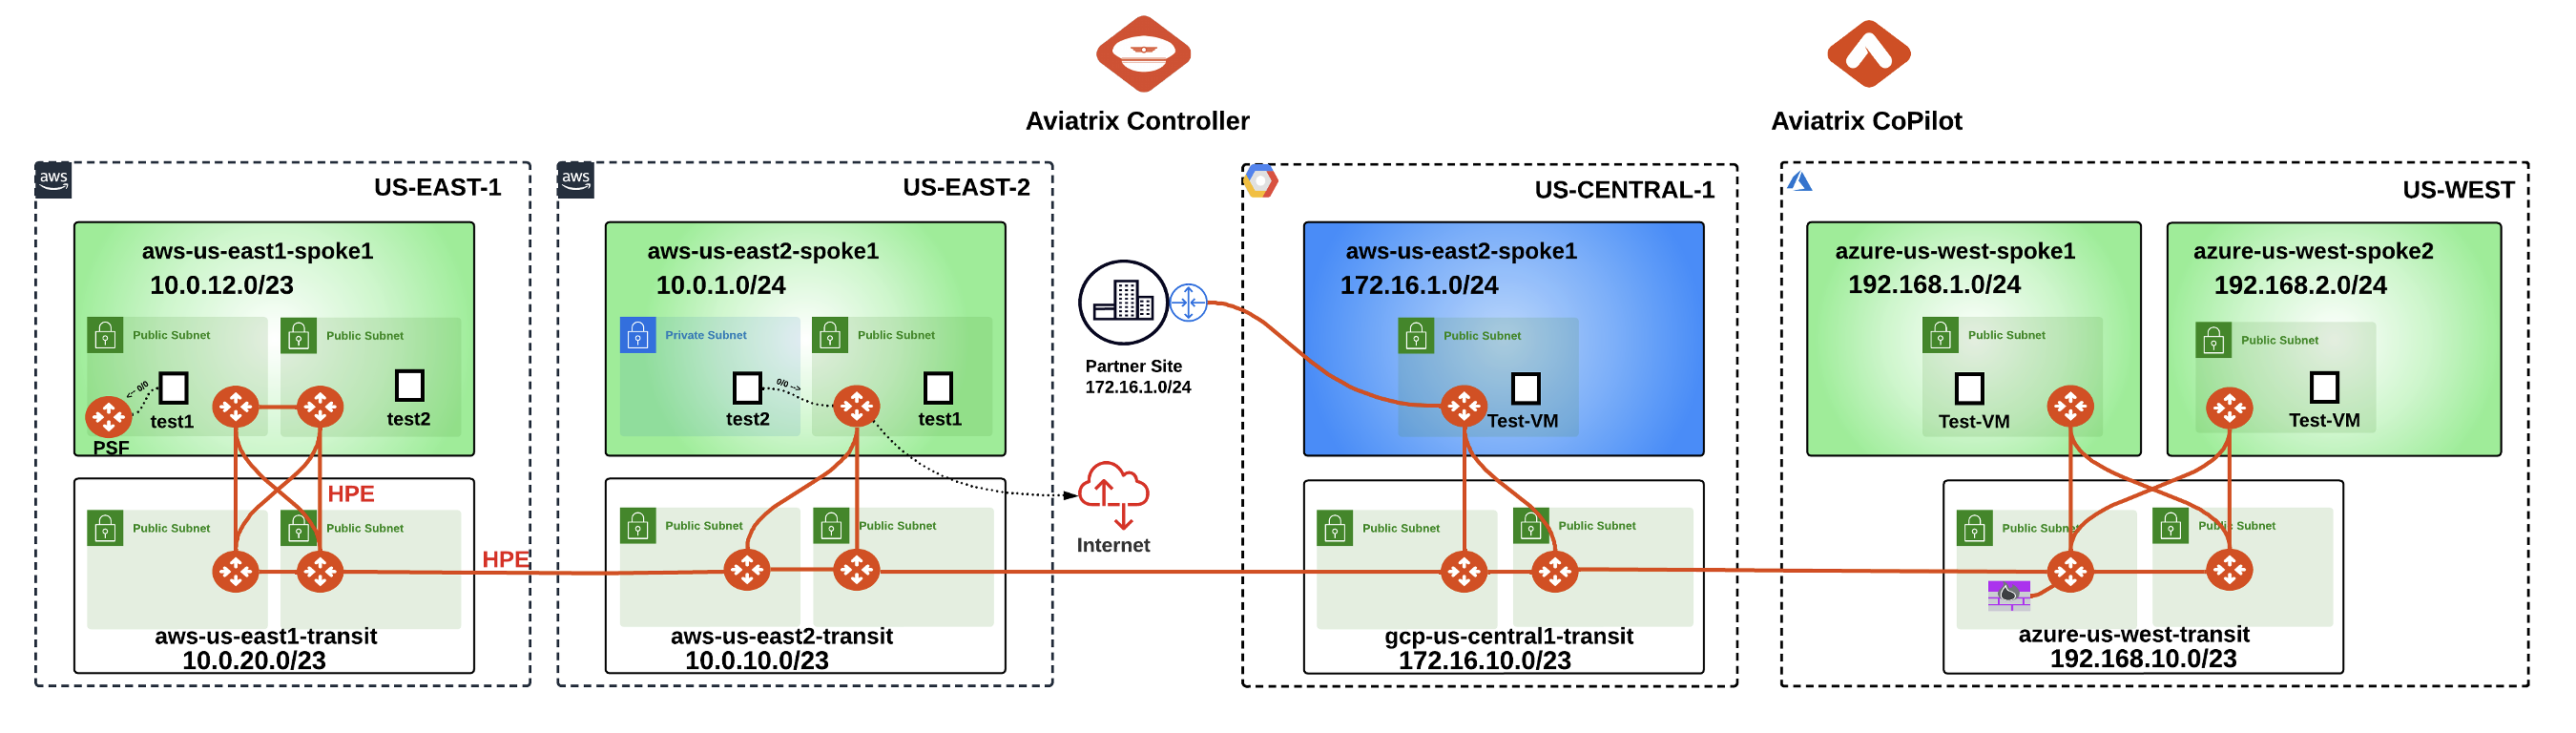 Aviatrix Controller
Aviatrix CoPilot
aws
US-EAST-1
aws-us-east1-spoke1
10.0.12.0/23
Public Subnet
Public Subnet
0/0
test1
test2
PSF
HPE
Public Subnet
Public Subnet
HPE
aws-us-east1-transit
10.0.20.0/23
aws
US-EAST-2
aws-us-east2-spoke1
10.0.1.0/24
Private Subnet
Public Subnet
0/0
test2
test1
Public Subnet
Public Subnet
aws-us-east2-transit
10.0.10.0/23
Partner Site
172.16.1.0/24
Internet
US-CENTRAL-1
aws-us-east2-spoke1
172.16.1.0/24
Public Subnet
Test-VM
Public Subnet
Public Subnet
gcp-us-central1-transit
172.16.10.0/23
US-WEST
azure-us-west-spoke1
192.168.1.0/24
Public Subnet
Test-VM
azure-us-west-spoke2
192.168.2.0/24
Public Subnet
Test-VM
Public Subnet
Public Subnet
azure-us-west-transit
192.168.10.0/23